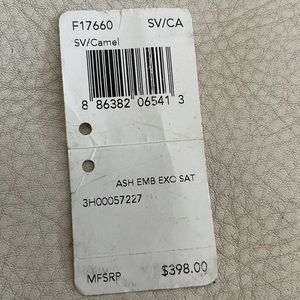 F17660 SV/CA
SV/Camel
8 86382 06541 3
ASH EMB EXC SAT
3H00057227
MFSRP $398.00